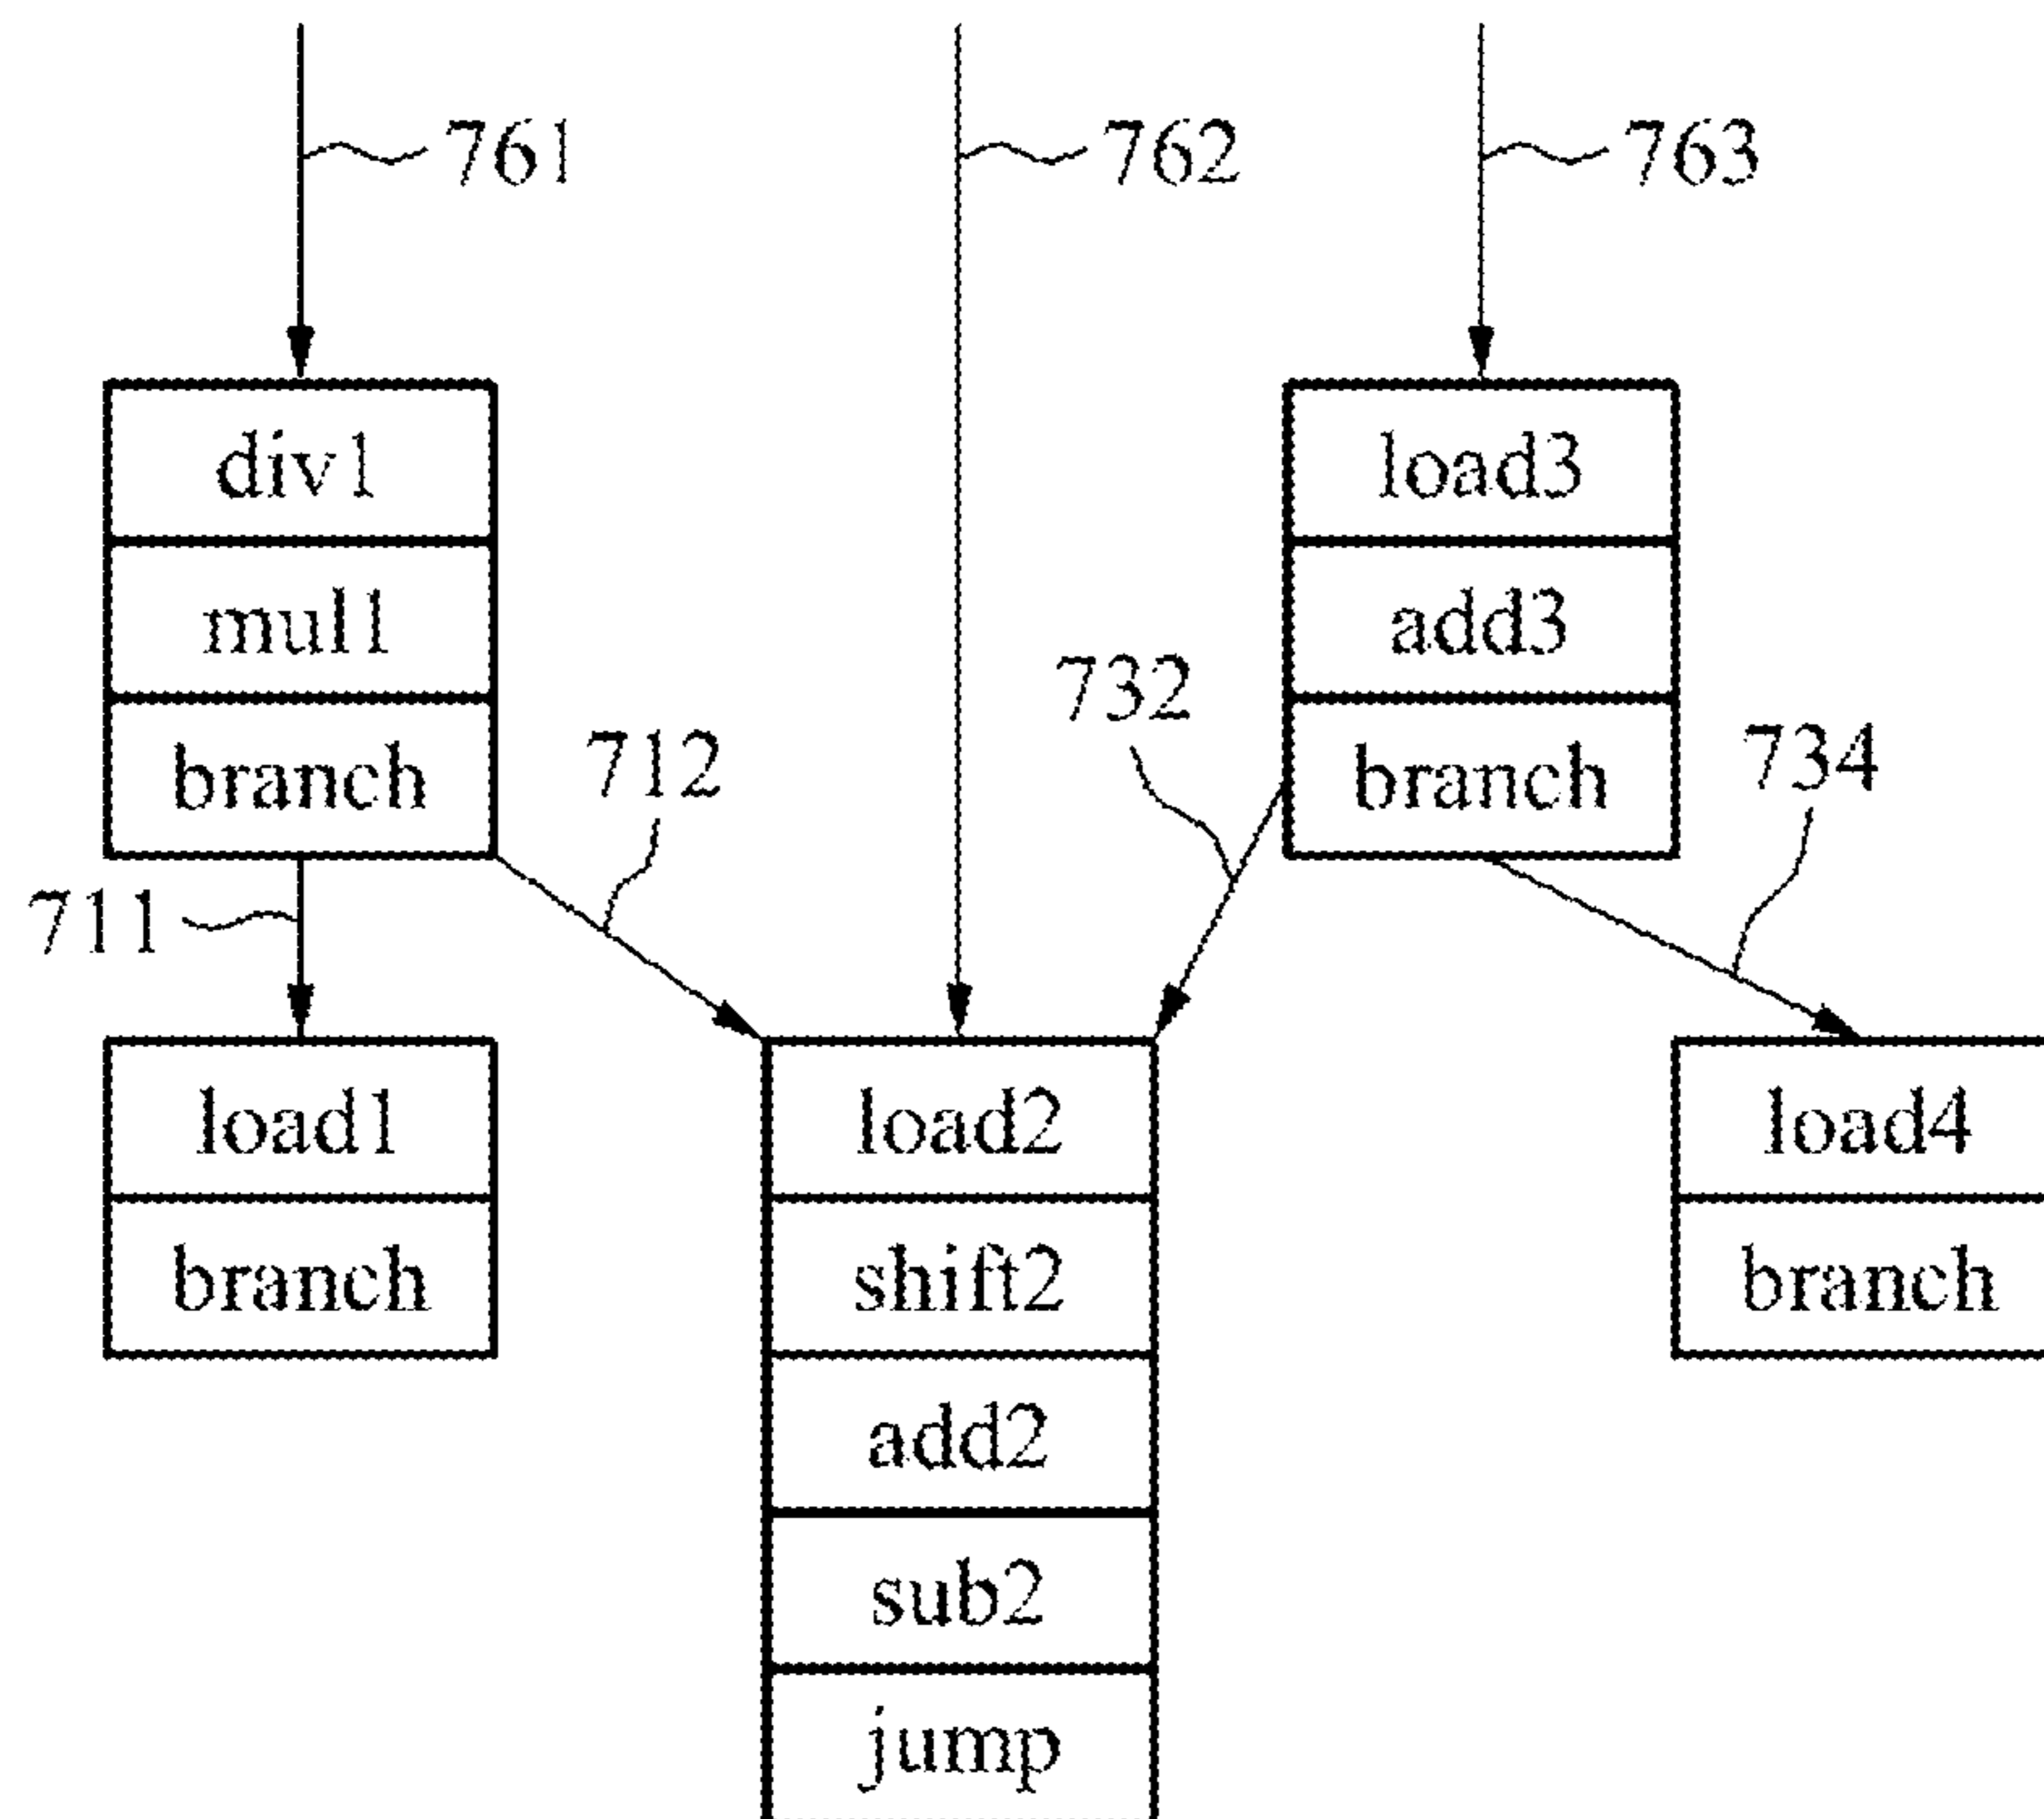 761
762
763
div1
mul1
branch
load3
add3
branch
712
732
734
711
load1
branch
load2
shift2
add2
sub2
jump
load4
branch